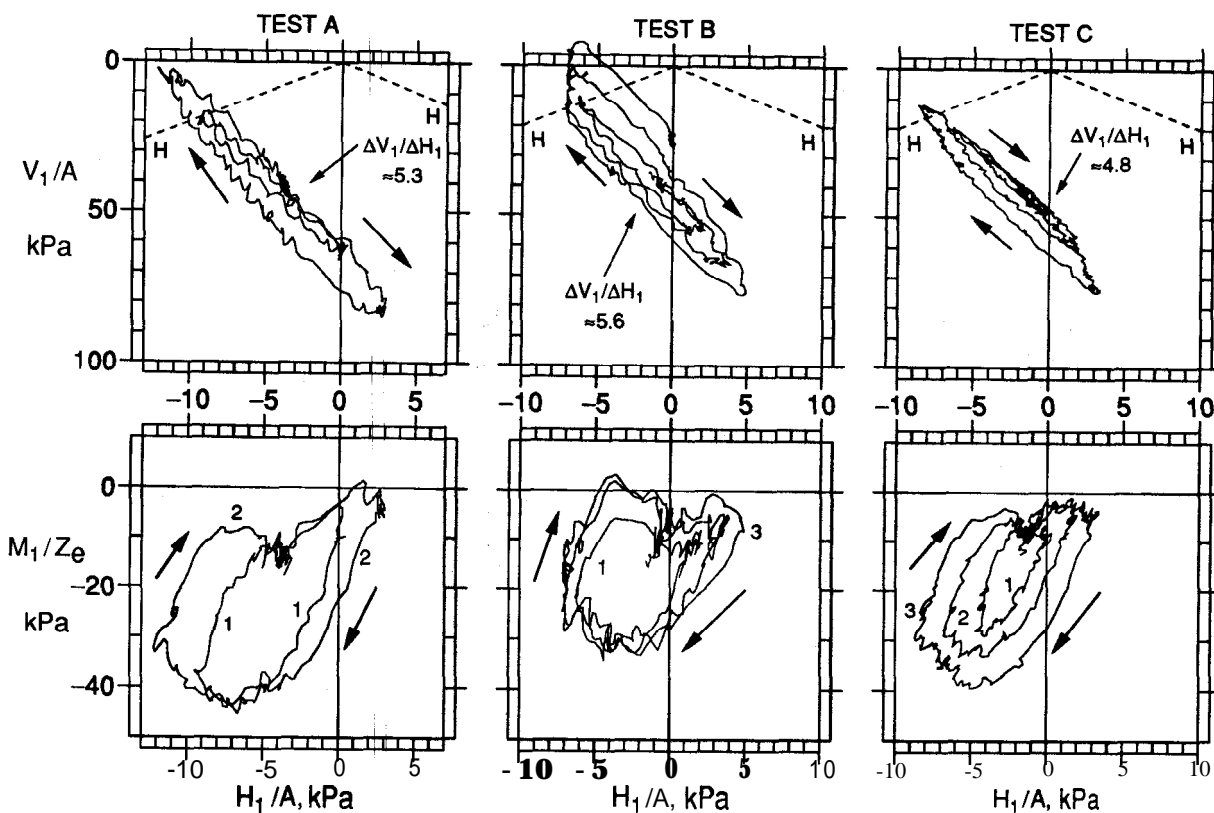 TEST A
TEST B
TEST C
0
50
100
V1/A
kPa
H
H
ΔV1/ΔH1
≈5.3
H
H
ΔV1/ΔH1
≈5.6
H
H
ΔV1/ΔH1
≈4.8
-10 -5 0 5
-10 -5 0 5 10
-10 -5 0 5 10
0
-20
-40
M1/Ze
kPa
2
1
1
2
1
3
3
2
1
-10 -5 0 5
-10 -5 0 5 10
-10 -5 0 5 10
H1/A, kPa
H1/A, kPa
H1/A, kPa